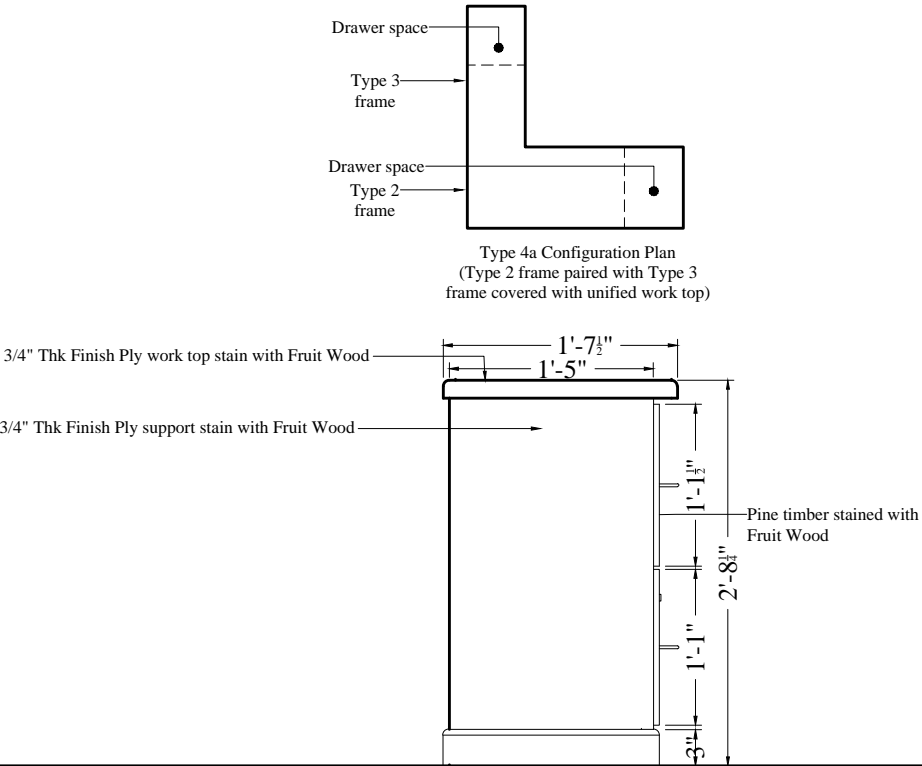 Drawer space
Type 3
frame
Drawer space
Type 2
frame
Type 4a Configuration Plan
(Type 2 frame paired with Type 3
frame covered with unified work top)
1'-7½"
3/4" Thk Finish Ply work top stain with Fruit Wood
1'-5"
3/4" Thk Finish Ply support stain with Fruit Wood
1'-1½"
Pine timber stained with
Fruit Wood
2'-8¼"
1'-1"
3"